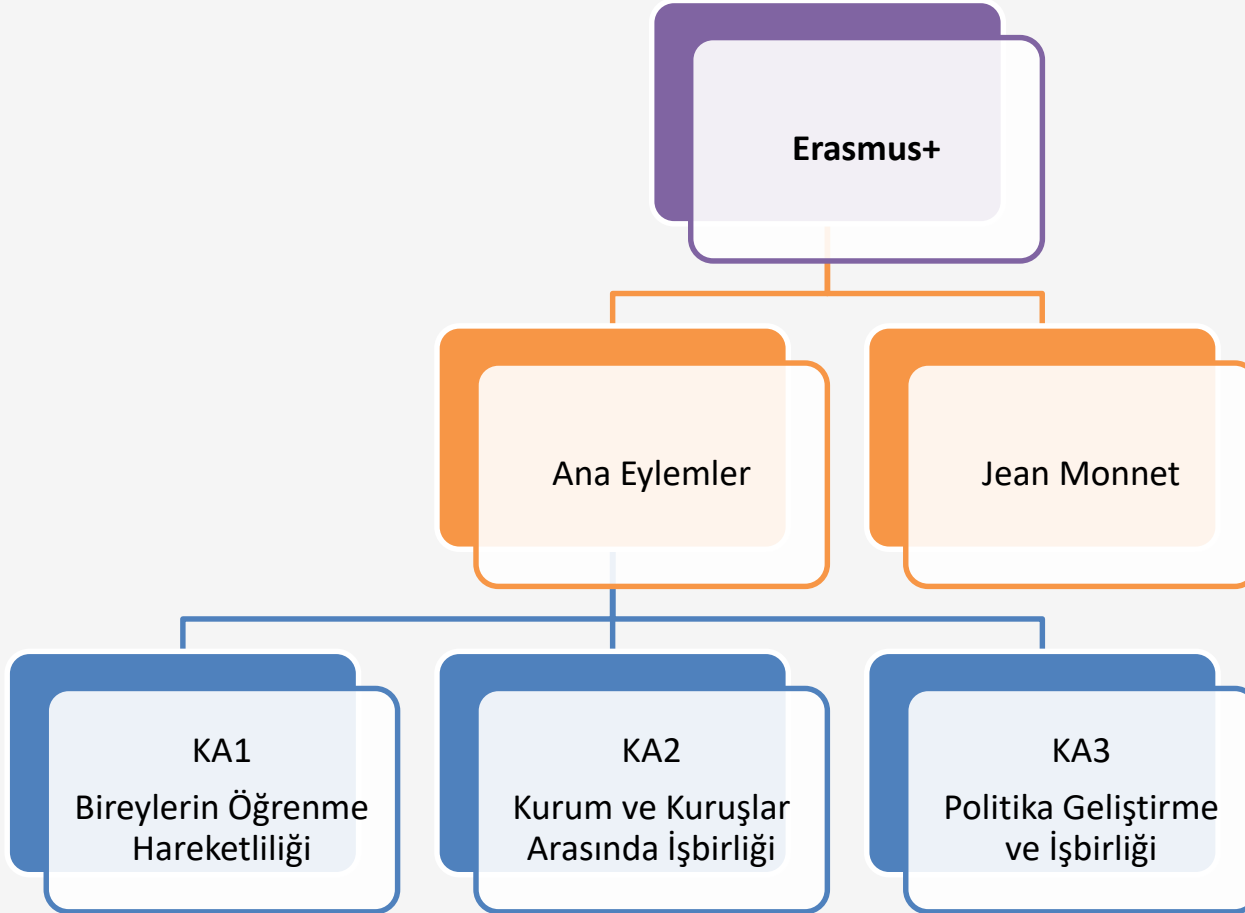 Erasmus+
Ana Eylemler
Jean Monnet
KA1
Bireylerin Öğrenme
Hareketliliği
KA2
Kurum ve Kuruşlar
Arasında İşbirliği
KA3
Politika Geliştirme
ve İşbirliği